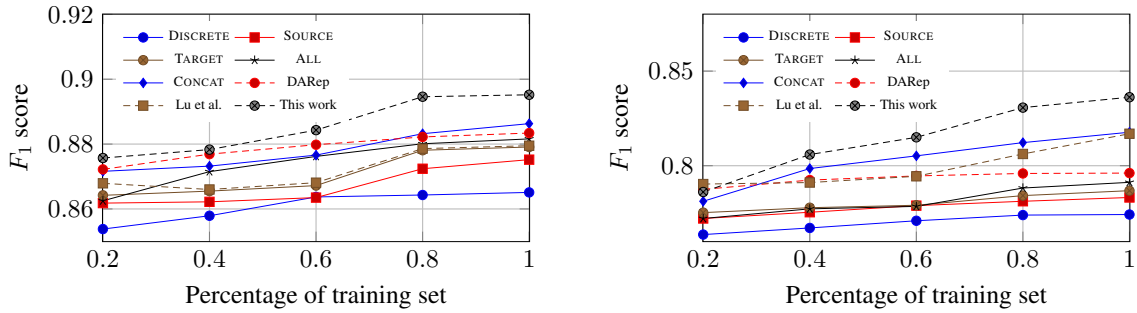 0.92
0.9
0.88
0.86
F1 score
DISCRETE SOURCE
TARGET ALL
CONCAT DARep
Lu et al. This work
0.2 0.4 0.6 0.8 1
Percentage of training set
0.85
0.8
F1 score
DISCRETE SOURCE
TARGET ALL
CONCAT DARep
Lu et al. This work
0.2 0.4 0.6 0.8 1
Percentage of training set